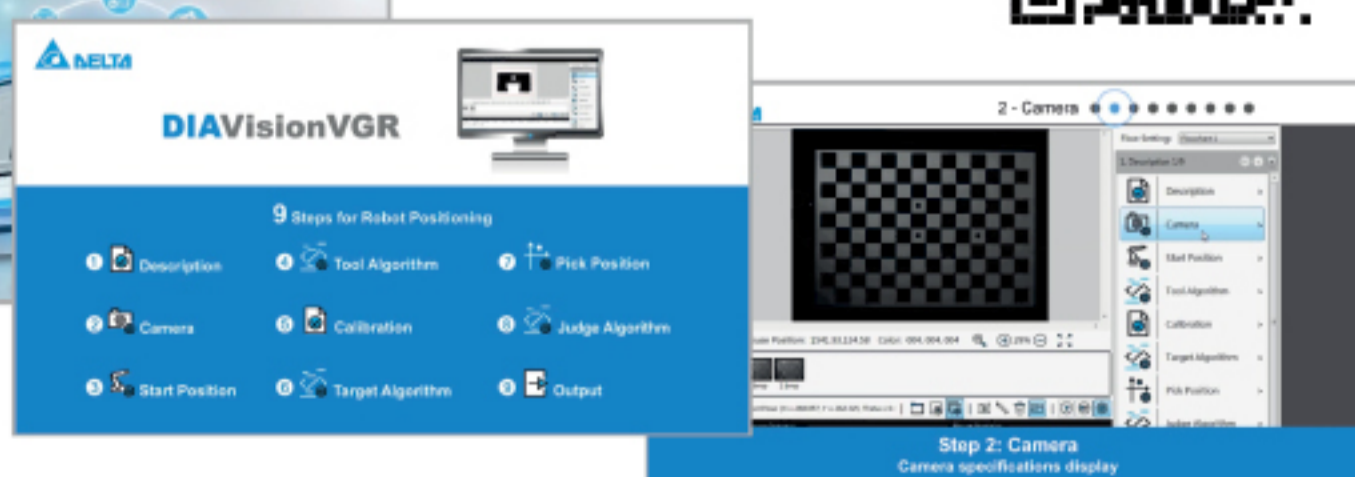 DELTA
DIAVisionVGR
9 Steps for Robot Positioning
1 Description
2 Camera
3 Start Position
4 Tool Algorithm
5 Calibration
6 Target Algorithm
7 Pick Position
8 Judge Algorithm
9 Output
2 - Camera
Description
Camera
Start Position
Tool Algorithm
Calibration
Target Algorithm
Pick Position
Judge Algorithm
Step 2: Camera
Camera specifications display